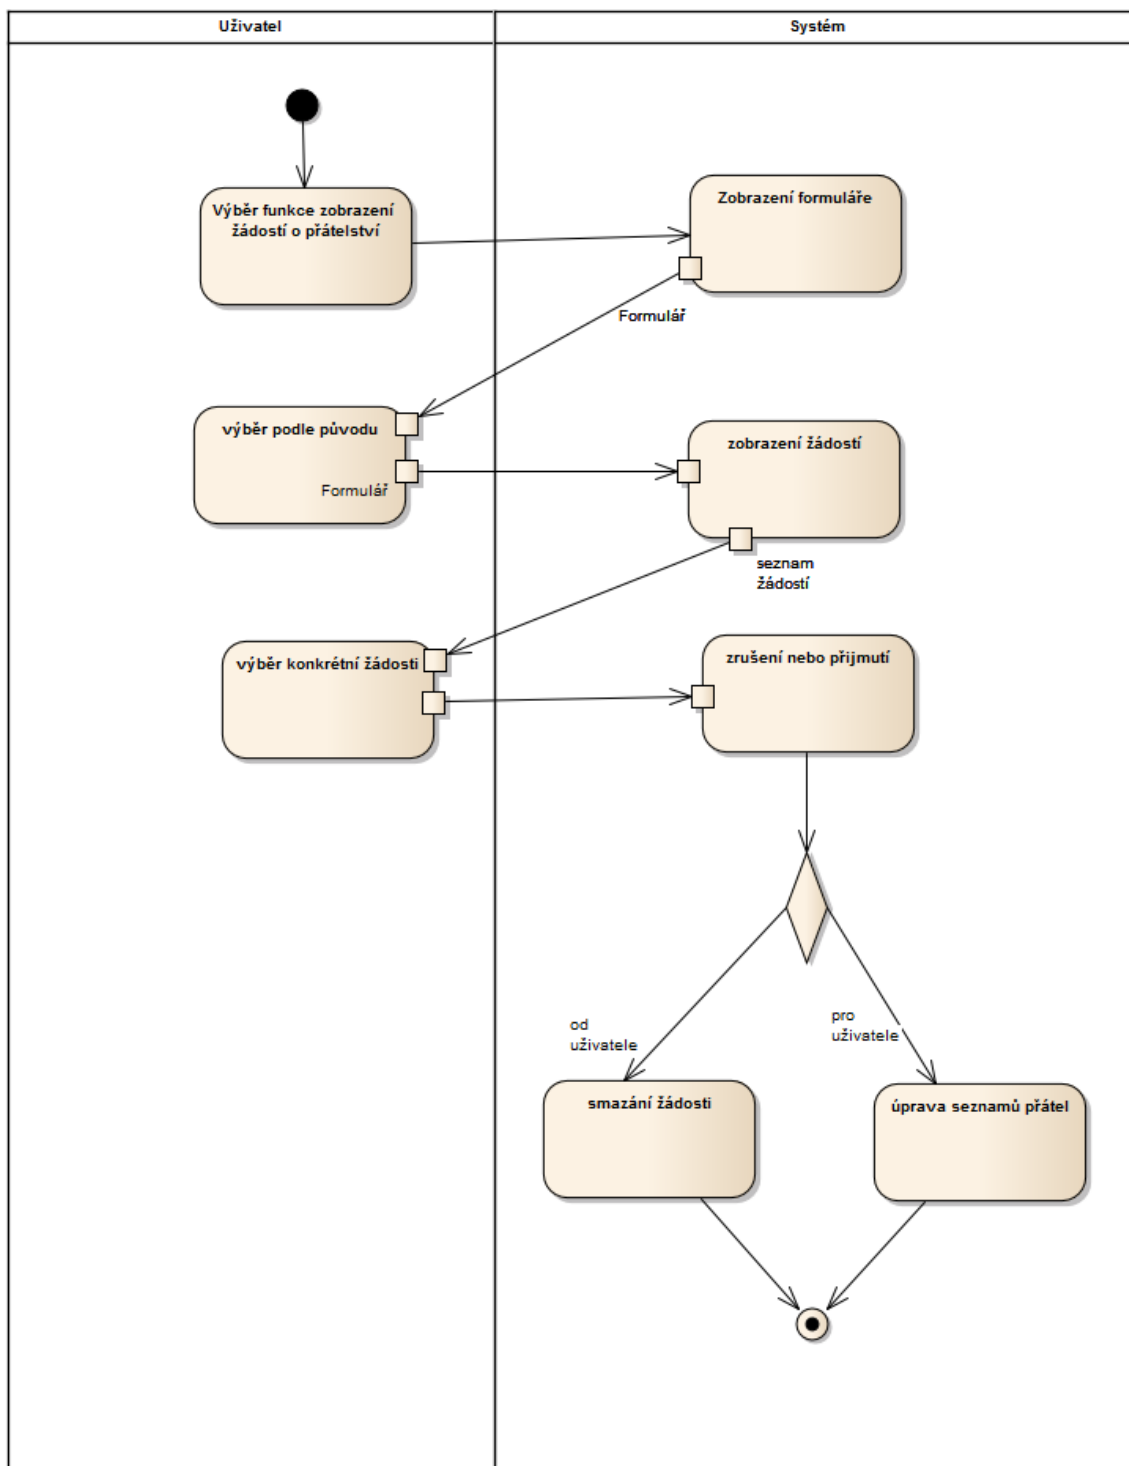 Uživatel
Systém
Výběr funkce zobrazení
žádostí o přátelství
Zobrazení formuláře
Formulář
výběr podle původu
Formulář
zobrazení žádostí
seznam
žádostí
výběr konkrétní žádosti
zrušení nebo přijmutí
od
uživatele
pro
uživatele
smazání žádosti
úprava seznamů přátel